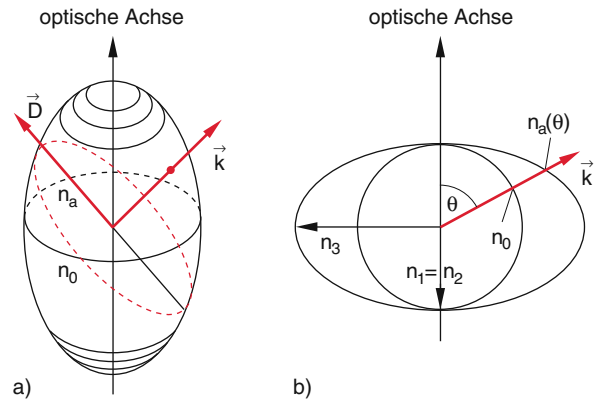 optische Achse
D
k
n_a
n_0
a)
optische Achse
n_a(θ)
k
θ
n_0
n_3
n_1= n_2
b)